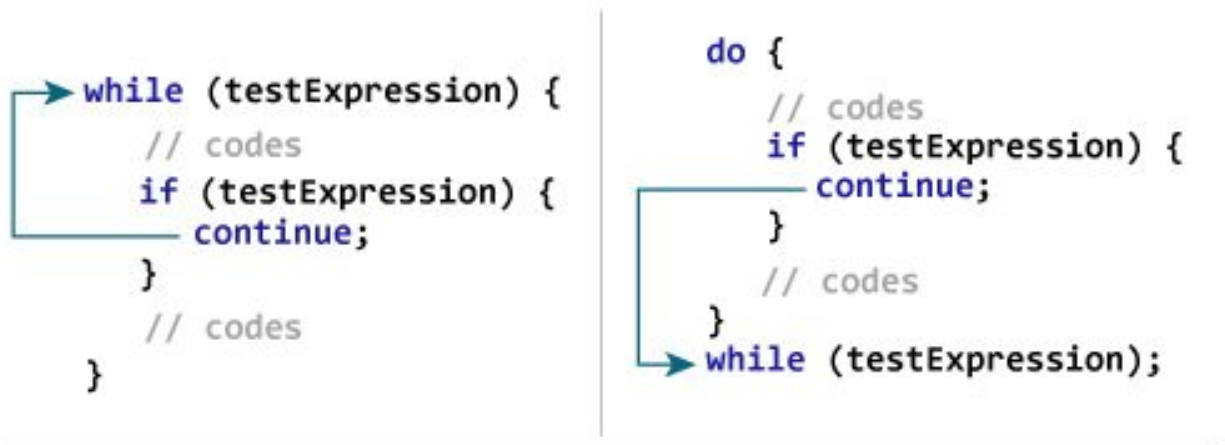 while (testExpression) {
// codes
if (testExpression) {
continue;
}
// codes
}
do {
// codes
if (testExpression) {
continue;
}
// codes
}
while (testExpression);